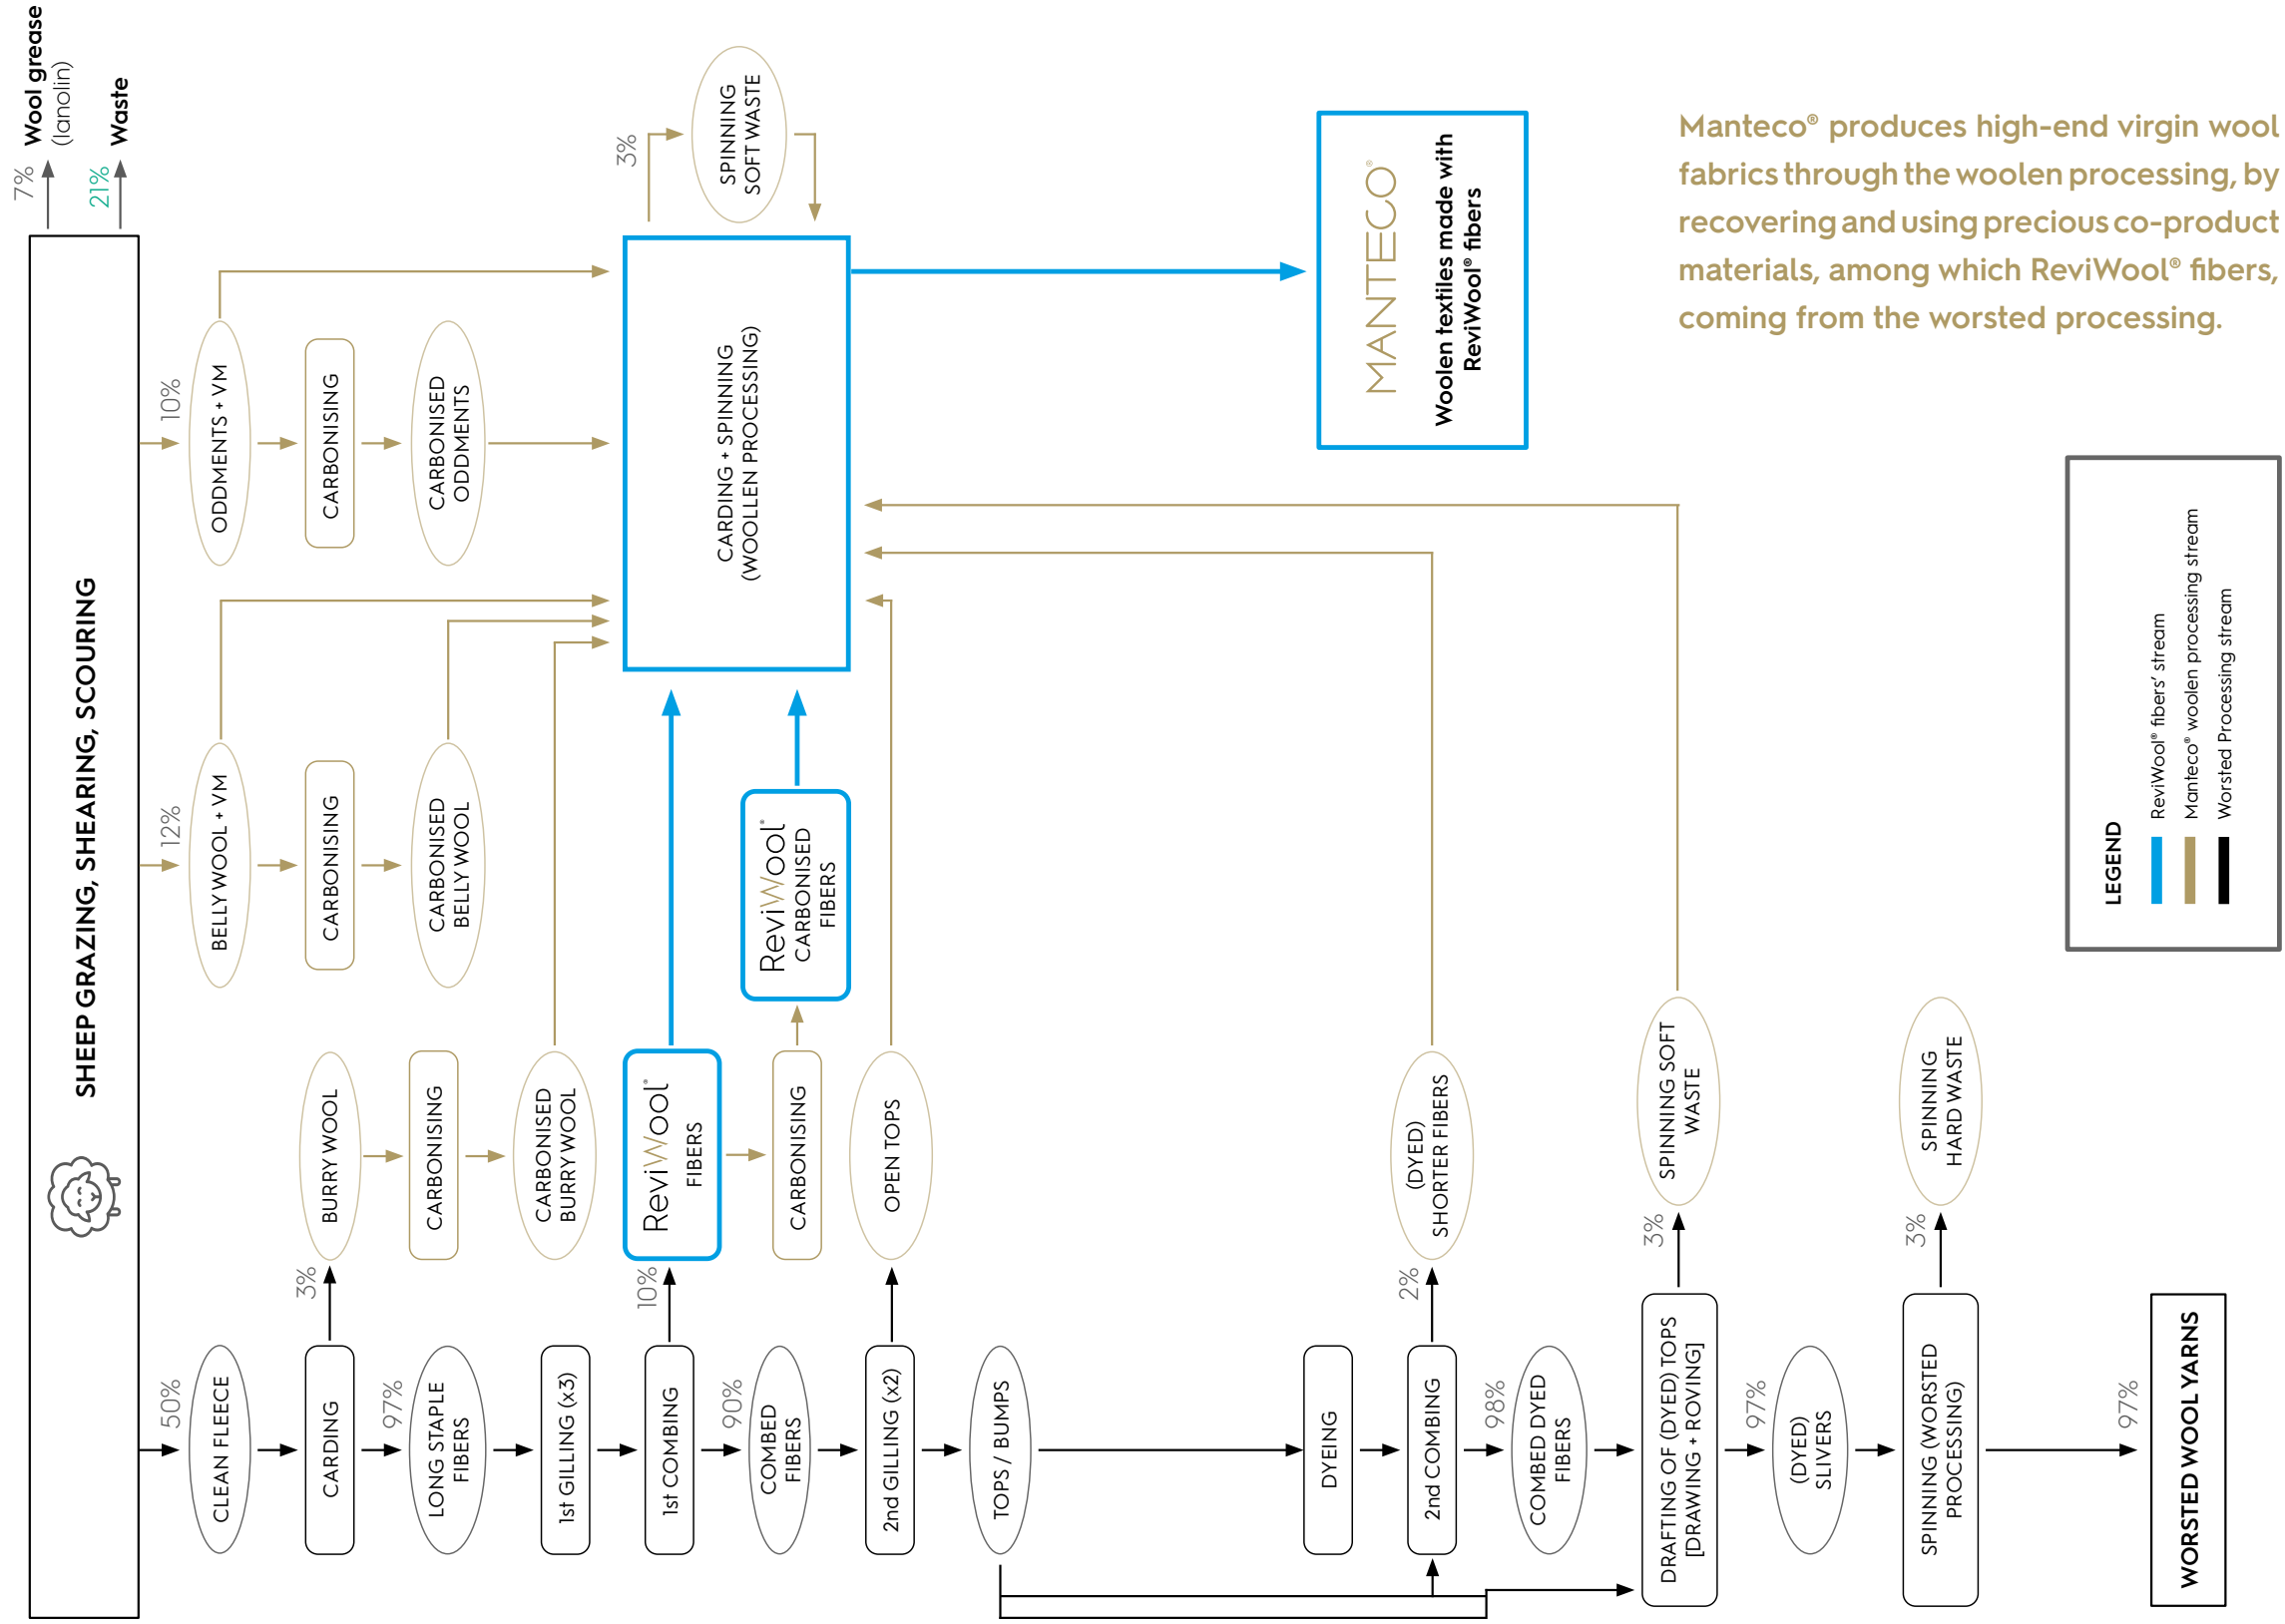 SHEEP GRAZING, SHEARING, SCOURING
7%
Wool grease
(lanolin)
21%
Waste
50%
CLEAN FLEECE
CARDING
97%
LONG STAPLE
FIBERS
1st GILLING (x3)
1st COMBING
90%
COMBED
FIBERS
2nd GILLING (x2)
TOPS / BUMPS
DYEING
2nd COMBING
98%
COMBED DYED
FIBERS
DRAFTING OF (DYED) TOPS
[DRAWING + ROVING]
97%
(DYED)
SLIVERS
SPINNING (WORSTED
PROCESSING)
97%
WORSTED WOOL YARNS
3%
BURRY WOOL
CARBONISING
CARBONISED
BURRY WOOL
10%
ReviWool®
FIBERS
CARBONISING
OPEN TOPS
2%
(DYED)
SHORTER FIBERS
3%
SPINNING SOFT
WASTE
3%
SPINNING
HARD WASTE
12%
BELLY WOOL + VM
CARBONISING
CARBONISED
BELLY WOOL
ReviWool®
CARBONISED
FIBERS
10%
ODDMENTS + VM
CARBONISING
CARBONISED
ODDMENTS
CARDING + SPINNING
(WOOLLEN PROCESSING)
3%
SPINNING
SOFT WASTE
MANTECO®
Woolen textiles made with
ReviWool® fibers
Manteco® produces high-end virgin wool
fabrics through the woolen processing, by
recovering and using precious co-product
materials, among which ReviWool® fibers,
coming from the worsted processing.
LEGEND
ReviWool® fibers' stream
Manteco® woolen processing stream
Worsted Processing stream